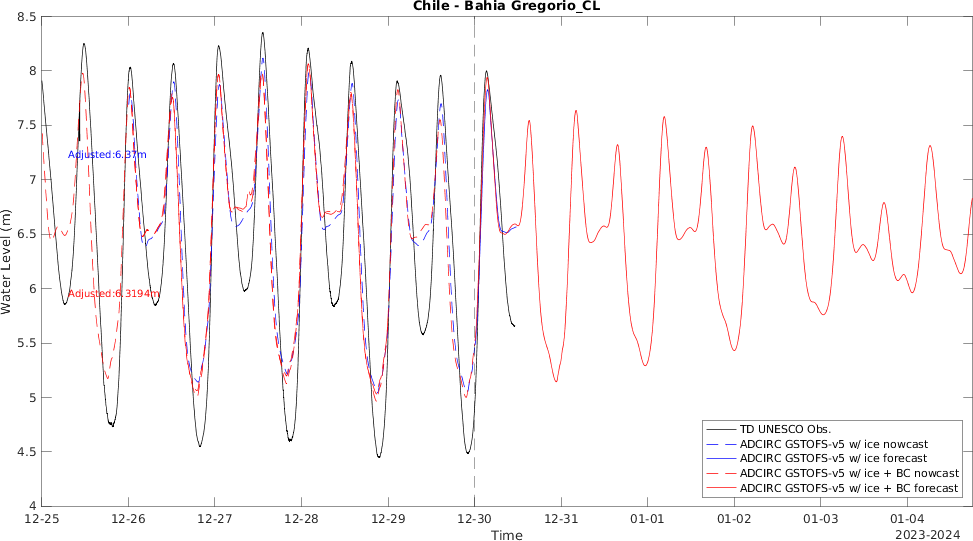 Chile - Bahia Gregorio_CL
8.5
8
7.5
7
6.5
6
5.5
5
4.5
4
Water Level (m)
Adjusted:6.37m
Adjusted:6.3194m
TD UNESCO Obs.
ADCIRC GSTOFS-v5 w/ ice nowcast
ADCIRC GSTOFS-v5 w/ ice forecast
ADCIRC GSTOFS-v5 w/ ice + BC nowcast
ADCIRC GSTOFS-v5 w/ ice + BC forecast
12-25 12-26 12-27 12-28 12-29 12-30 12-31 01-01 01-02 01-03 01-04
Time
2023-2024